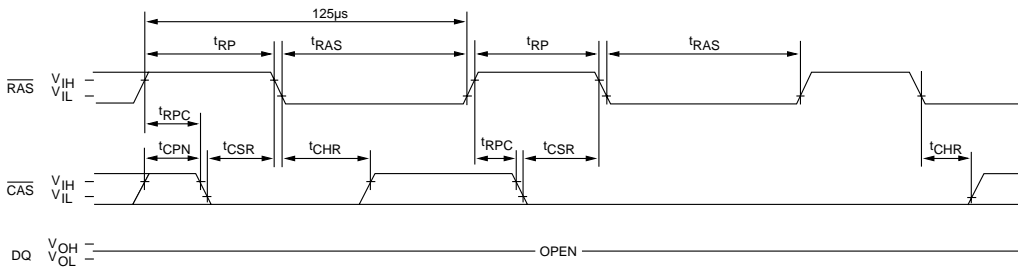 125µs
tRP tRAS tRP tRAS
RAS VIH
VIL
tRPC
tCPN tCSR tCHR tRPC tCSR tCHR
CAS VIH
VIL
DQ VOH
VOL
OPEN